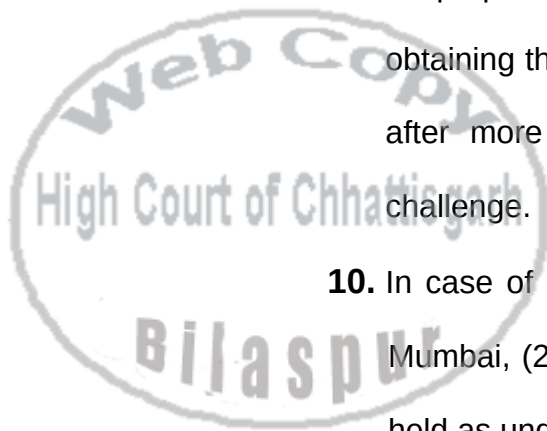 Web Copy
obtaining th
after more
High Court of Chhattisgarh
challenge.
10. In case of
Bilaspur
Mumbai, (2
held as und